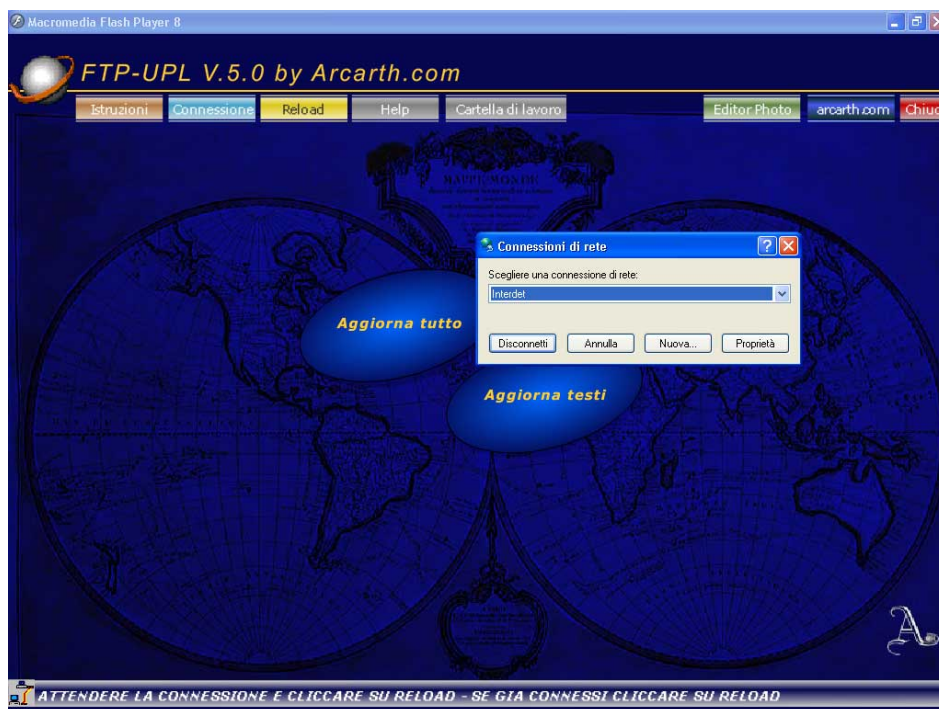 Macromedia Flash Player 8
FTP-UPL V.5.0 by Arcarth.com
Istruzioni Connessione Reload Help Cartella di lavoro Editor Photo arcarth.com Chiud
MAPPEMONDE
Connessioni di rete
Scegliere una connessione di rete:
Interdet
Aggiorna tutto
Disconnetti Annulla Nuova... Proprietà
Aggiorna testi
A
ATTENDERE LA CONNESSIONE E CLICCARE SU RELOAD - SE GIA CONNESSI CLICCARE SU RELOAD